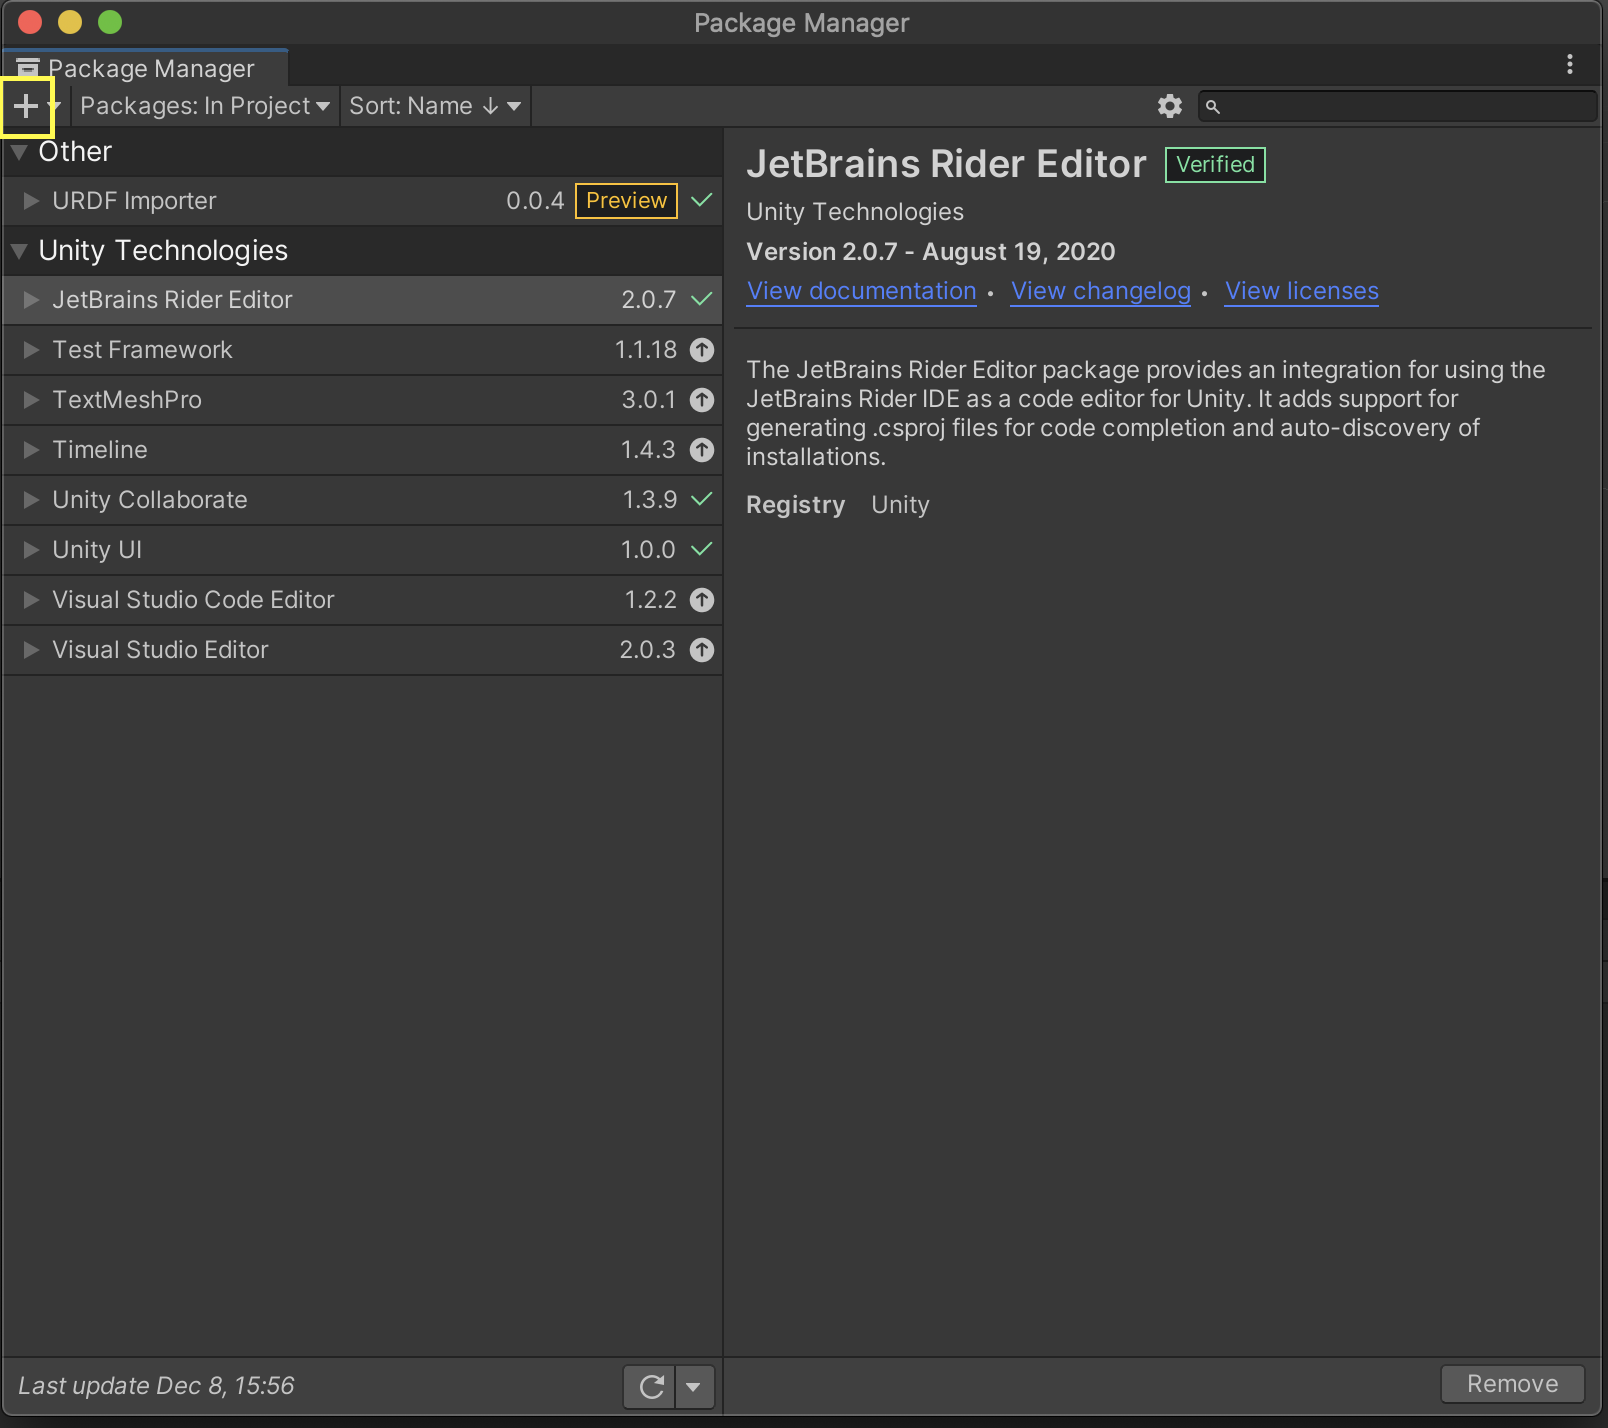 Package Manager
Package Manager
Packages: In Project
Sort: Name ↓
Other
URDF Importer 0.0.4 Preview
Unity Technologies
JetBrains Rider Editor 2.0.7
Test Framework 1.1.18
TextMeshPro 3.0.1
Timeline 1.4.3
Unity Collaborate 1.3.9
Unity UI 1.0.0
Visual Studio Code Editor 1.2.2
Visual Studio Editor 2.0.3
Last update Dec 8, 15:56
JetBrains Rider Editor Verified
Unity Technologies
Version 2.0.7 - August 19, 2020
View documentation • View changelog • View licenses
The JetBrains Rider Editor package provides an integration for using the
JetBrains Rider IDE as a code editor for Unity. It adds support for
generating .csproj files for code completion and auto-discovery of
installations.
Registry Unity
Remove